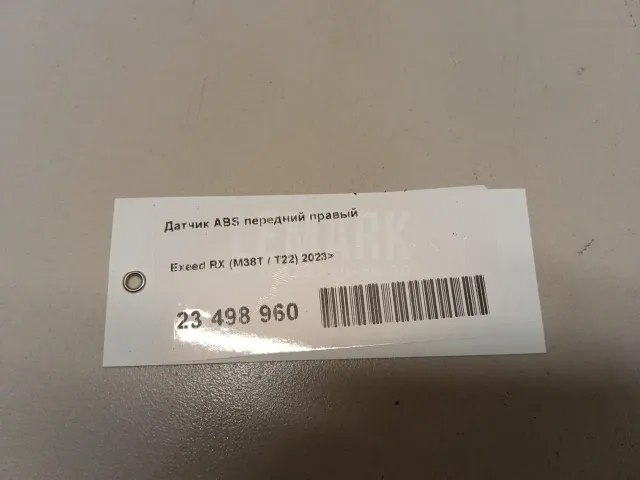 Датчик ABS передний правый
Exeed RX (M38T / T22) 2023>
23 498 960